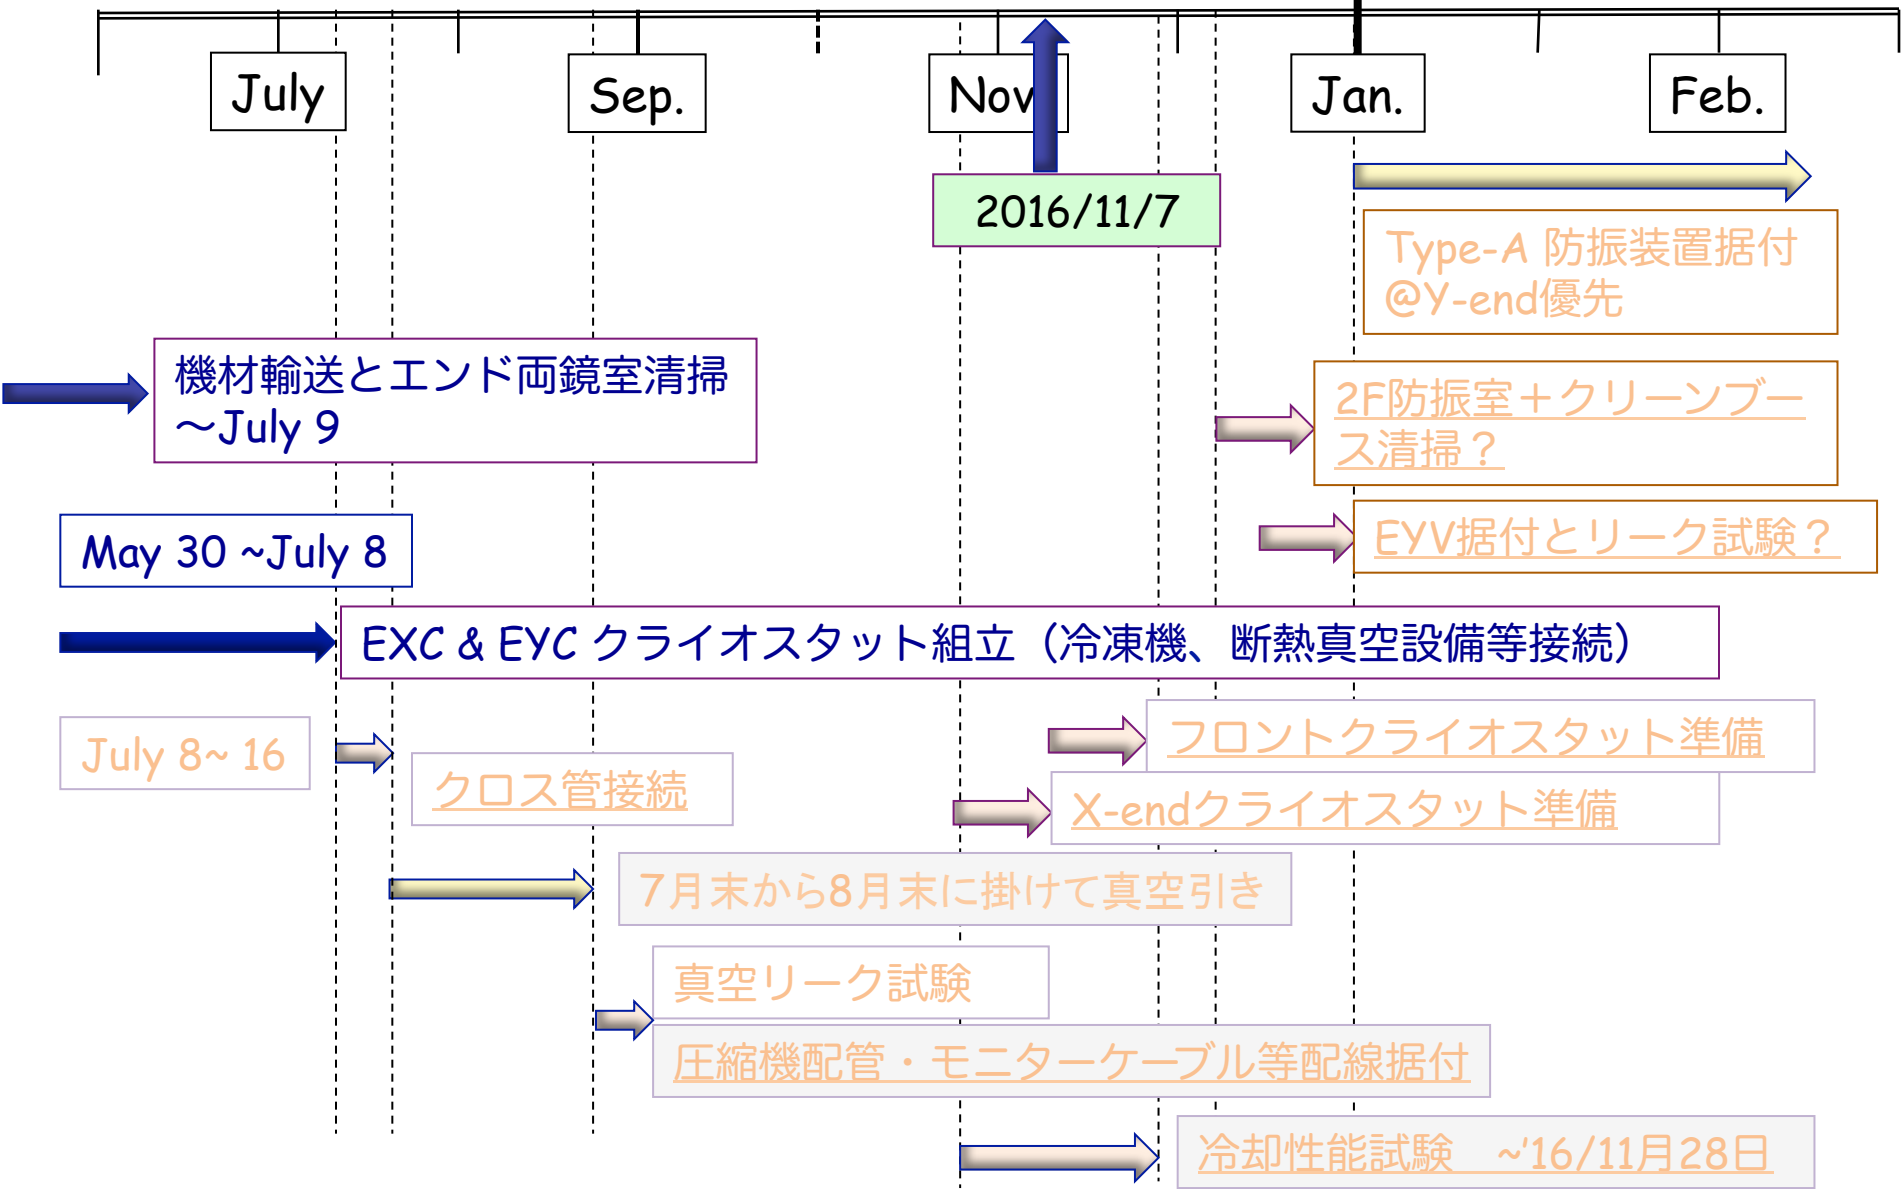 July
Sep.
Nov
Jan.
Feb.
2016/11/7
Type-A 防振装置据付
@Y-end優先
機材輸送とエンド両鏡室清掃
～July 9
2F防振室＋クリーンブー
ス清掃？
May 30 ~July 8
EYV据付とリーク試験？
EXC & EYC クライオスタット組立（冷凍機、断熱真空設備等接続）
July 8~ 16
クロス管接続
フロントクライオスタット準備
X-endクライオスタット準備
7月末から8月末に掛けて真空引き
真空リーク試験
圧縮機配管・モニターケーブル等配線据付
冷却性能試験　~'16/11月28日